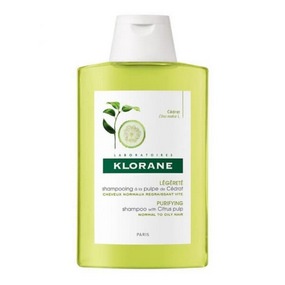 LABORATOIRES
KLORANE
LÉGÈRETÉ
shampooing à la pulpe de Cédrat
CHEVEUX NORMAUX REGRAISSANT VITE
PURIFYING
shampoo with Citrus pulp
NORMAL TO OILY HAIR
PARIS